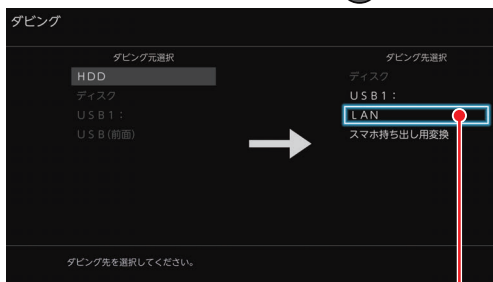 ダビング
ダビング元選択
HDD
ディスク
USB1：
USB(前面)
ダビング先選択
ディスク
USB1：
LAN
スマホ持ち出し用変換
ダビング先を選択してください。